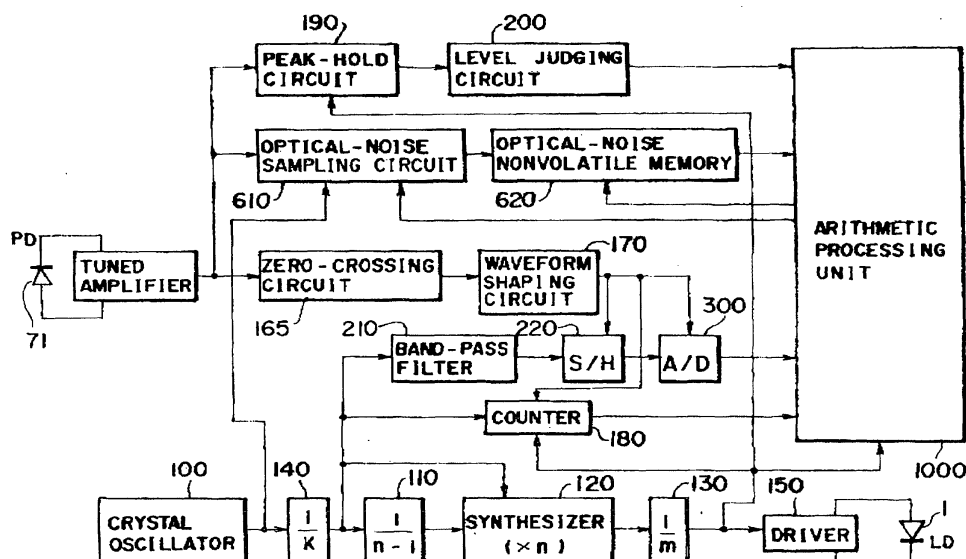 190
200
PEAK-HOLD
CIRCUIT
LEVEL JUDGING
CIRCUIT
OPTICAL-NOISE
SAMPLING CIRCUIT
OPTICAL-NOISE
NONVOLATILE MEMORY
610
620
ARITHMETIC
PROCESSING
UNIT
PD
TUNED
AMPLIFIER
71
ZERO-CROSSING
CIRCUIT
165
170
WAVEFORM
SHAPING
CIRCUIT
210
220
300
BAND-PASS
FILTER
S/H
A/D
COUNTER
180
1000
100
140
110
120
130
150
1
CRYSTAL
OSCILLATOR
1
K
1
n-1
SYNTHESIZER
(×n)
1
m
DRIVER
LD